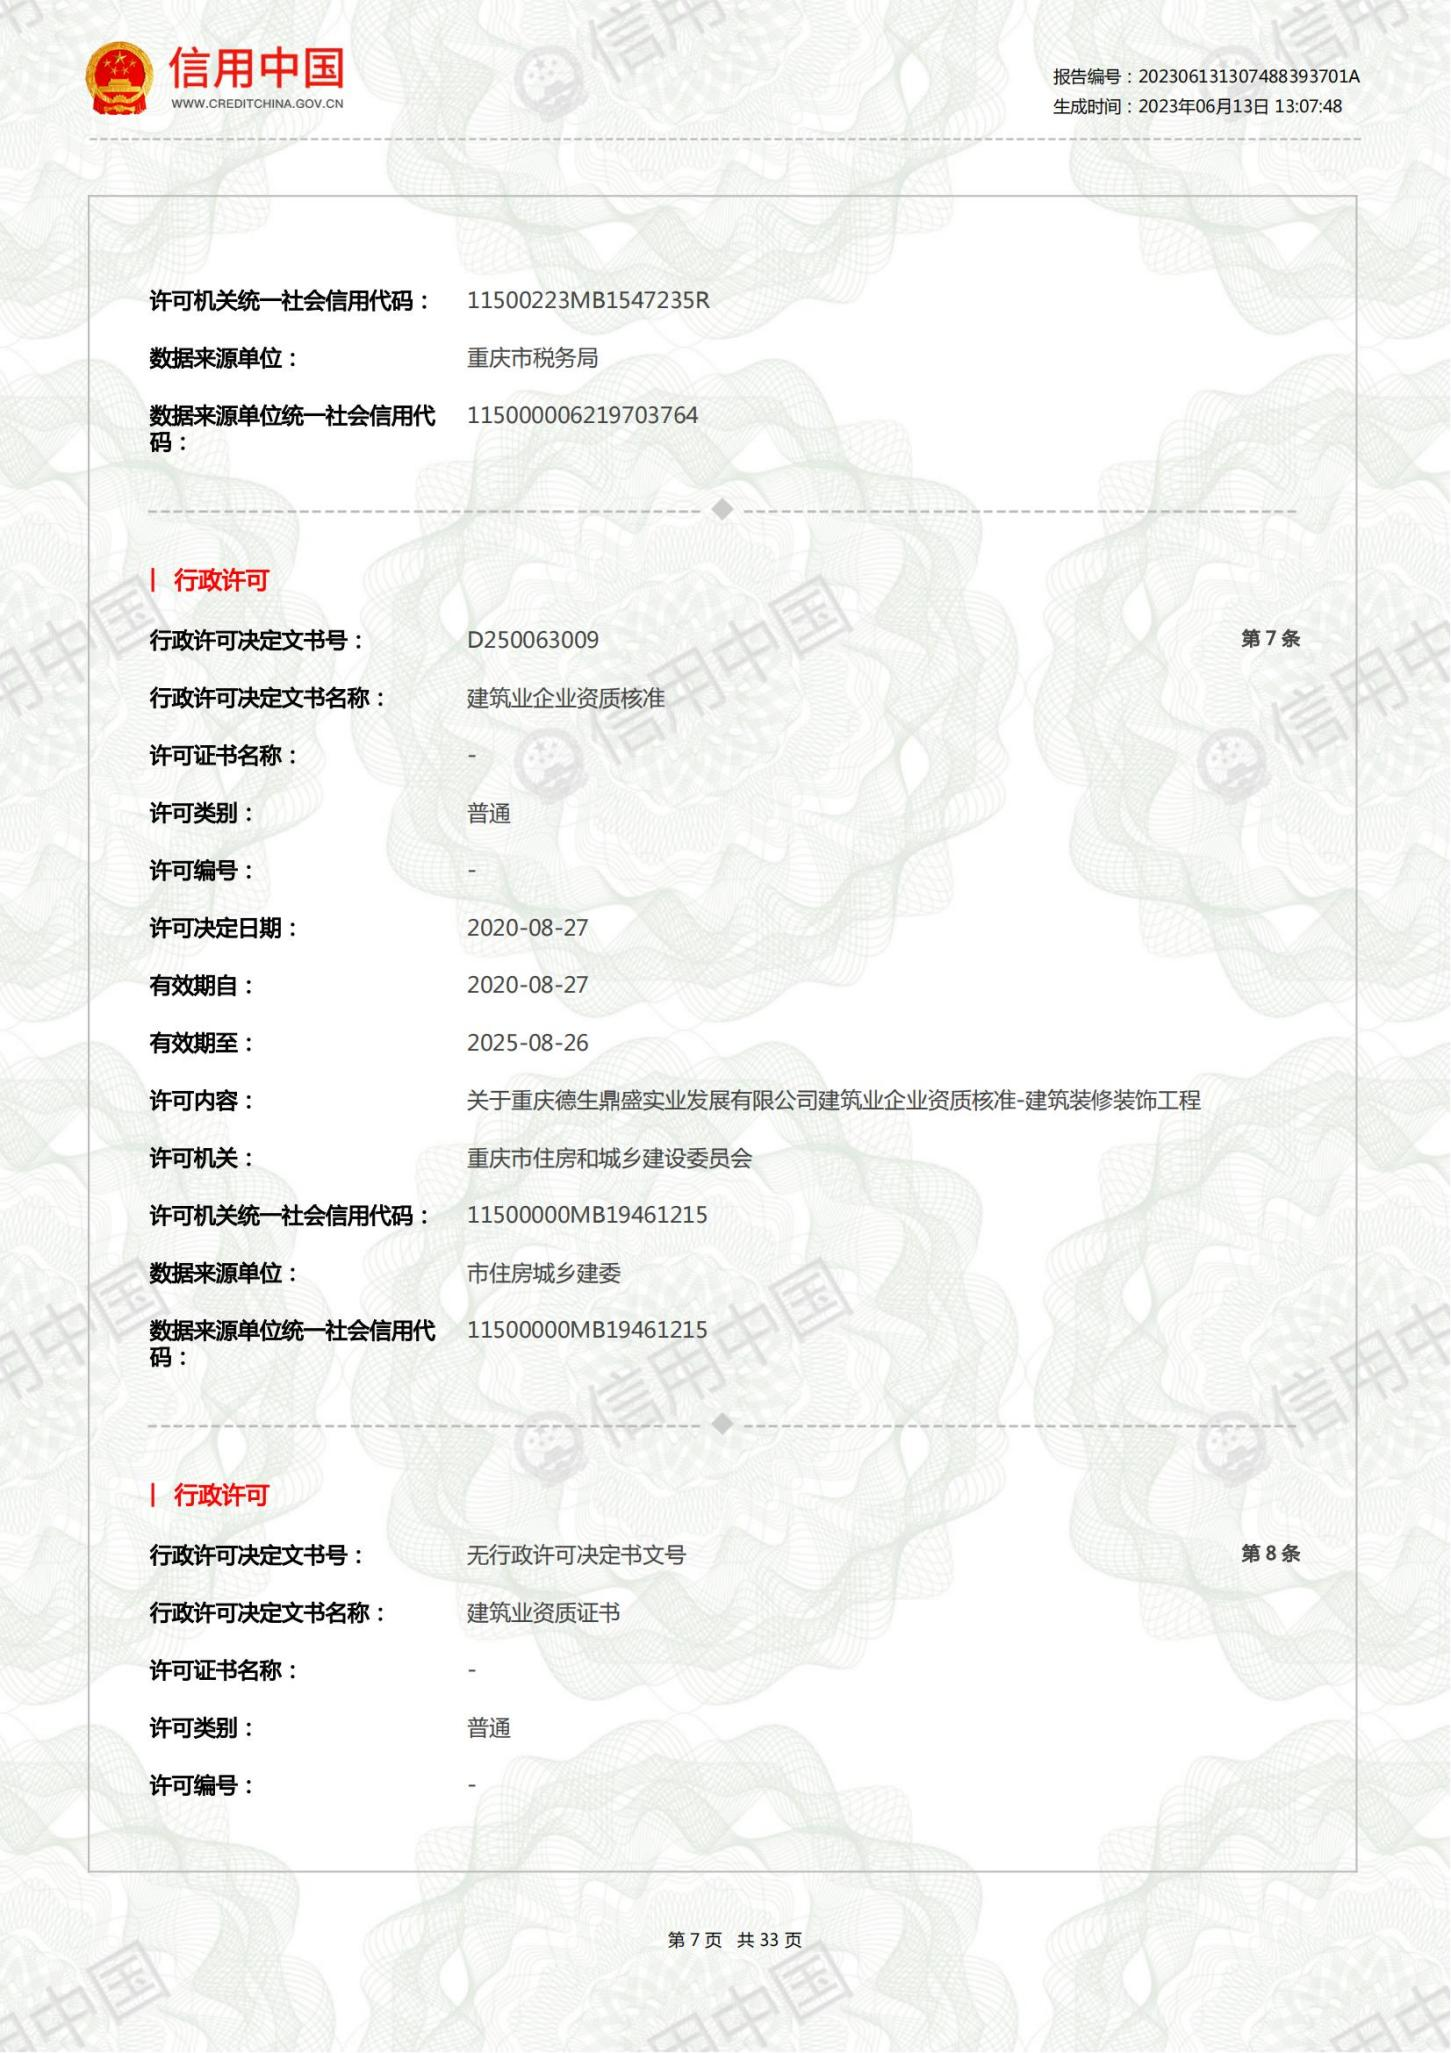 信用中国
WWW.CREDITCHINA.GOV.CN
报告编号：202306131307488393701A
生成时间：2023年06月13日 13:07:48
许可机关统一社会信用代码： 11500223MB1547235R
数据来源单位： 重庆市税务局
数据来源单位统一社会信用代 115000006219703764
码：
行政许可
行政许可决定文书号： D250063009 第 7 条
行政许可决定文书名称： 建筑业企业资质核准
许可证书名称： -
许可类别： 普通
许可编号： -
许可决定日期： 2020-08-27
有效期自： 2020-08-27
有效期至： 2025-08-26
许可内容： 关于重庆德生鼎盛实业发展有限公司建筑业企业资质核准-建筑装修装饰工程
许可机关： 重庆市住房和城乡建设委员会
许可机关统一社会信用代码： 11500000MB19461215
数据来源单位： 市住房城乡建委
数据来源单位统一社会信用代 11500000MB19461215
码：
行政许可
行政许可决定文书号： 无行政许可决定书文号 第 8 条
行政许可决定文书名称： 建筑业资质证书
许可证书名称： -
许可类别： 普通
许可编号： -
第 7 页 共 33 页